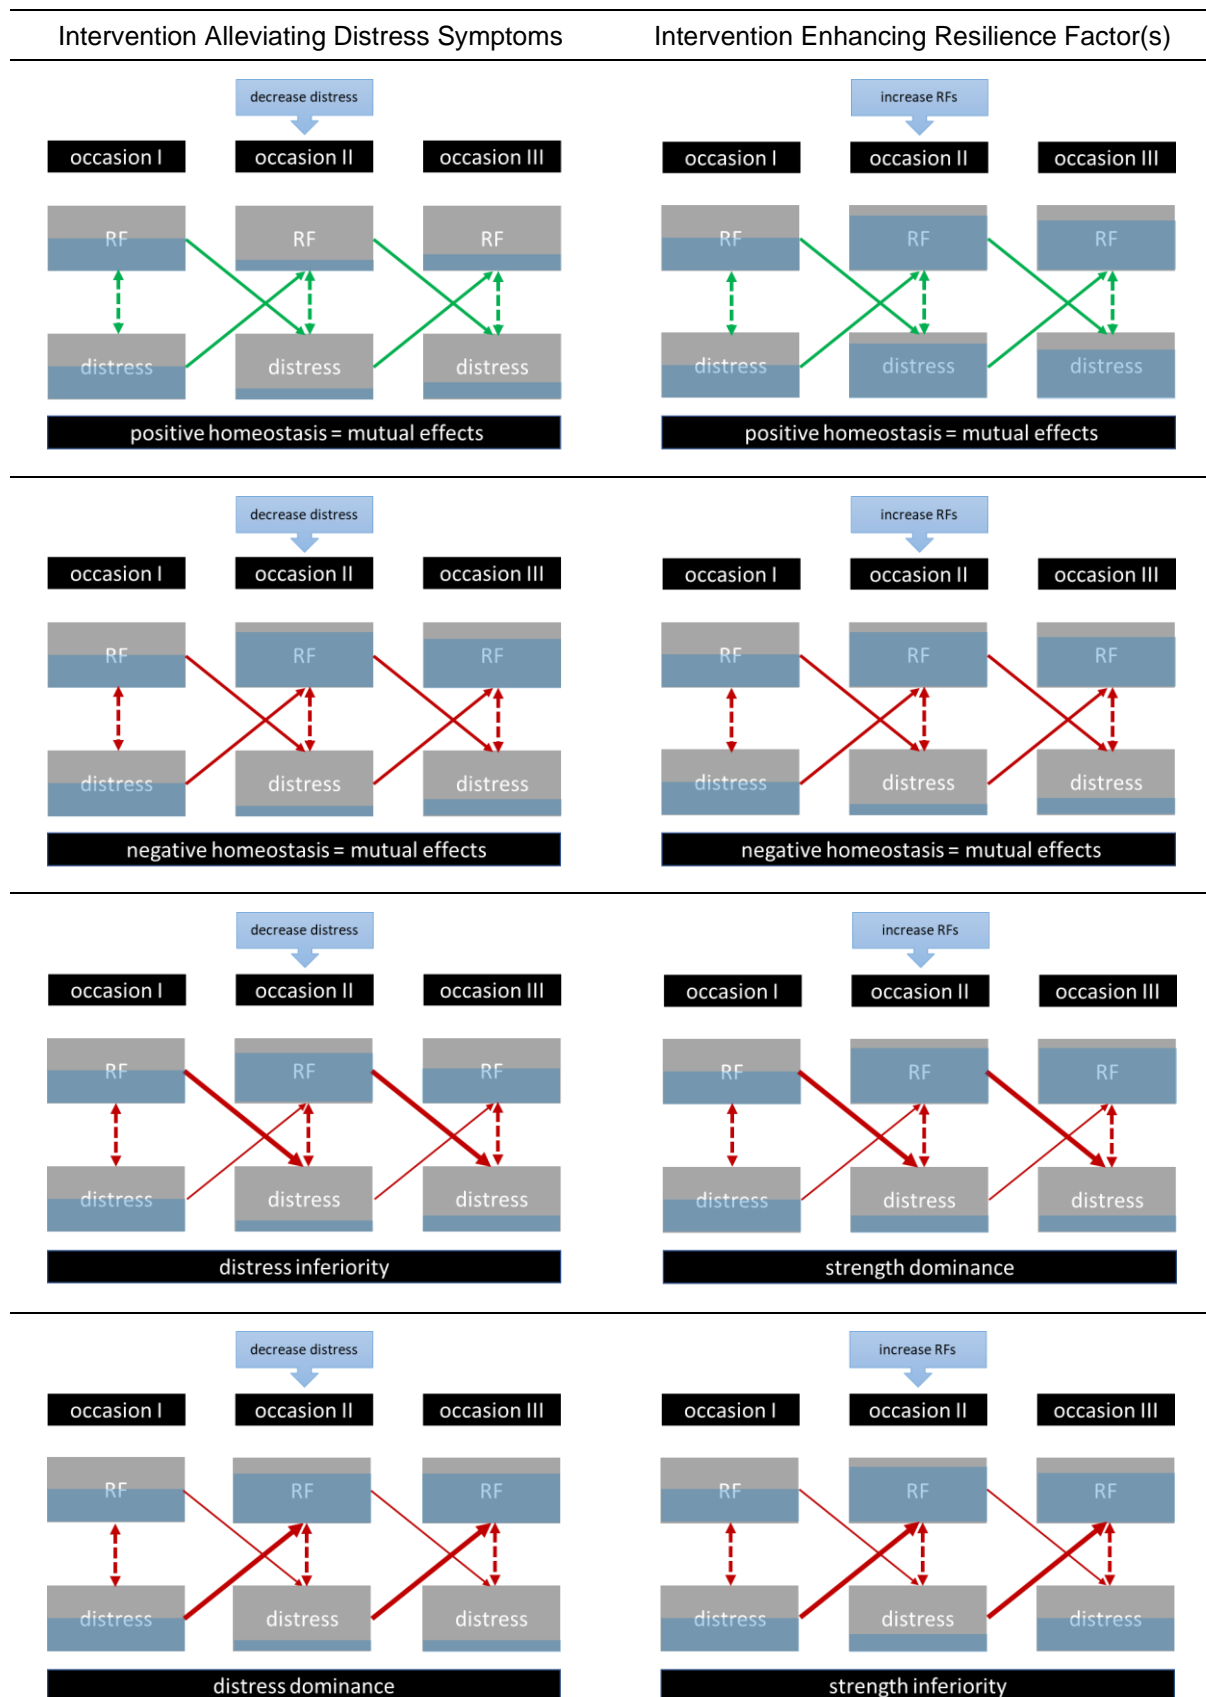 Intervention Alleviating Distress Symptoms
Intervention Enhancing Resilience Factor(s)
decrease distress
occasion I
occasion II
occasion III
RF
RF
RF
distress
distress
distress
positive homeostasis = mutual effects
increase RFs
occasion I
occasion II
occasion III
RF
RF
RF
distress
distress
distress
positive homeostasis = mutual effects
decrease distress
occasion I
occasion II
occasion III
RF
RF
RF
distress
distress
distress
negative homeostasis = mutual effects
increase RFs
occasion I
occasion II
occasion III
RF
RF
RF
distress
distress
distress
negative homeostasis = mutual effects
decrease distress
occasion I
occasion II
occasion III
RF
RF
RF
distress
distress
distress
distress inferiority
increase RFs
occasion I
occasion II
occasion III
RF
RF
RF
distress
distress
distress
strength dominance
decrease distress
occasion I
occasion II
occasion III
RF
RF
RF
distress
distress
distress
distress dominance
increase RFs
occasion I
occasion II
occasion III
RF
RF
RF
distress
distress
distress
strength inferiority